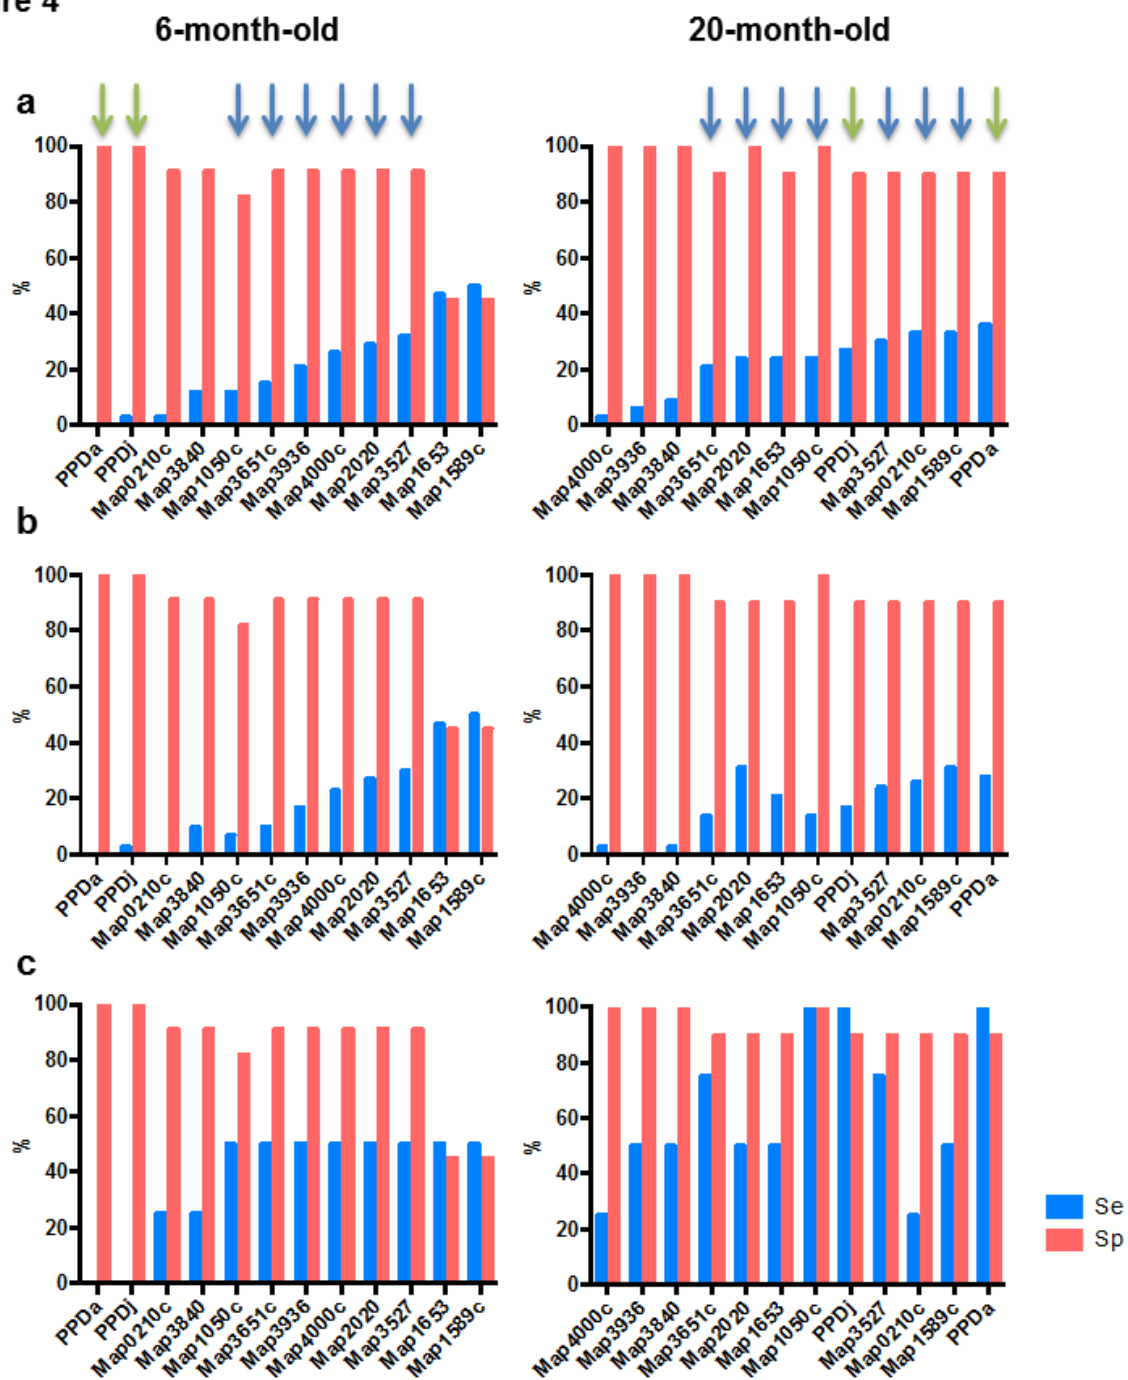 re 4
6-month-old 20-month-old
a
100 100
80 80
60 60
% %
40 40
20 20
0 0
PPDa PPDj Map0210c Map3840 Map1050c Map3651c Map3936 Map4000c Map2020 Map3527 Map1653 Map1589c
Map4000c Map3936 Map3840 Map3651c Map2020 Map1653 Map1050c PPDj Map3527 Map0210c Map1589c PPDa
b
100 100
80 80
60 60
% %
40 40
20 20
0 0
PPDa PPDj Map0210c Map3840 Map1050c Map3651c Map3936 Map4000c Map2020 Map3527 Map1653 Map1589c
Map4000c Map3936 Map3840 Map3651c Map2020 Map1653 Map1050c PPDj Map3527 Map0210c Map1589c PPDa
c
100 100
80 80
60 60
% %
40 40
20 20
0 0
PPDa PPDj Map0210c Map3840 Map1050c Map3651c Map3936 Map4000c Map2020 Map3527 Map1653 Map1589c
Map4000c Map3936 Map3840 Map3651c Map2020 Map1653 Map1050c PPDj Map3527 Map0210c Map1589c PPDa
Se
Sp